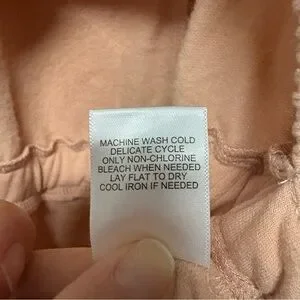 MACHINE WASH COLD
DELICATE CYCLE
ONLY NON-CHLORINE
BLEACH WHEN NEEDED
LAY FLAT TO DRY
COOL IRON IF NEEDED